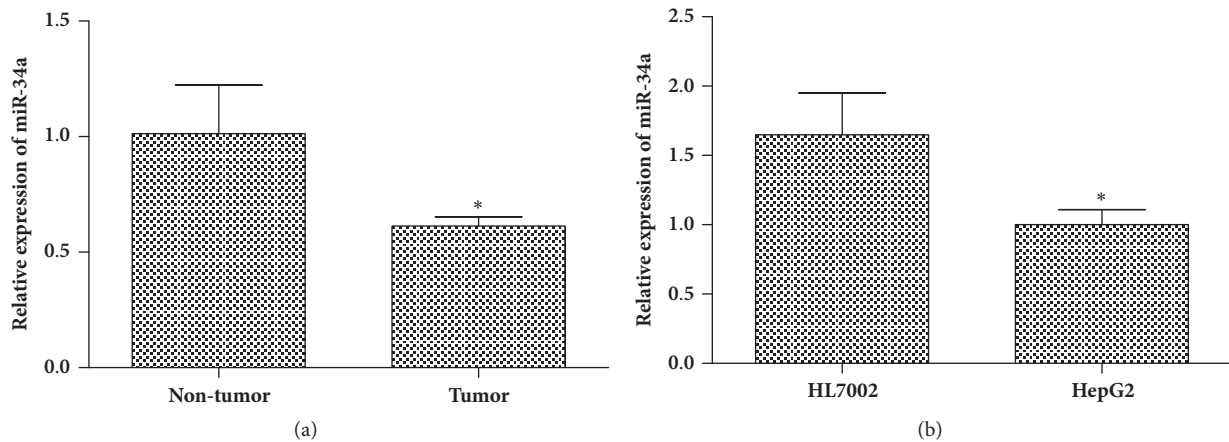 Relative expression of miR-34a
1.5
1.0
0.5
0.0
*
Non-tumor
Tumor
(a)
Relative expression of miR-34a
2.5
2.0
1.5
1.0
0.5
0.0
*
HL7002
HepG2
(b)